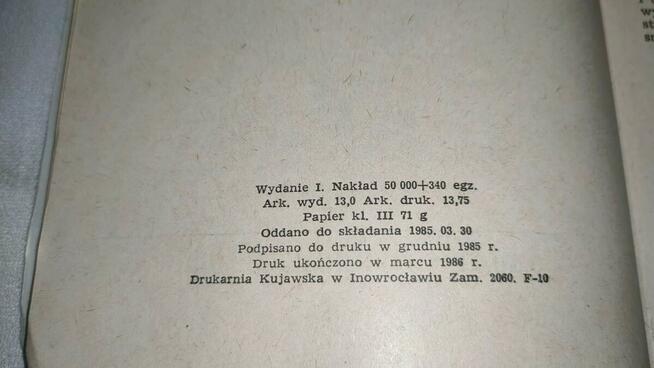 Wydanie I. Nakład 50 000+340 egz.
Ark. wyd. 13,0 Ark. druk. 13,75
Papier kl. III 71 g
Oddano do składania 1985. 03. 30
Podpisano do druku w grudniu 1985 r.
Druk ukończono w marcu 1986 r.
Drukarnia Kujawska w Inowrocławiu Zam. 2060. F-10